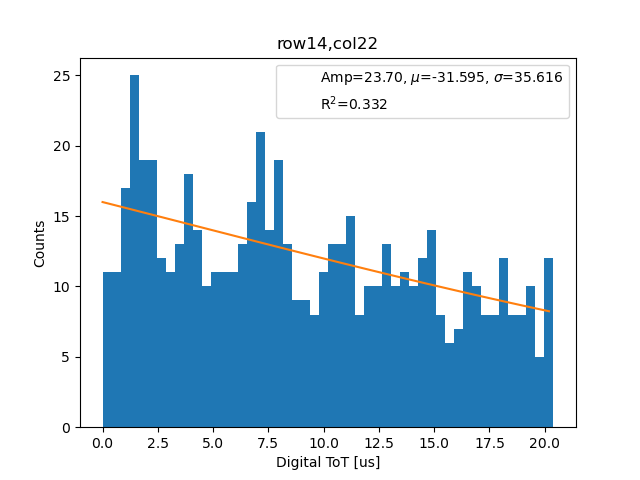 row14,col22
Amp=23.70, μ=-31.595, σ=35.616
R²=0.332
Counts
25
20
15
10
5
0
0.0 2.5 5.0 7.5 10.0 12.5 15.0 17.5 20.0
Digital ToT [us]